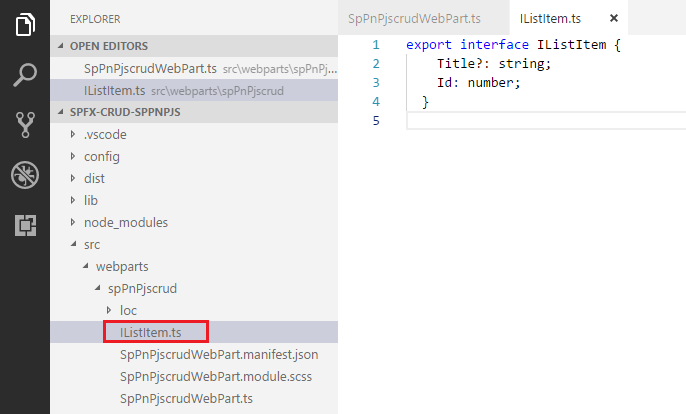 EXPLORER
OPEN EDITORS
SpPnPjscrudWebPart.ts src\webparts\spPnPj...
IListItem.ts src\webparts\spPnPjscrud
SPFX-CRUD-SPPNPJS
.vscode
config
dist
lib
node_modules
src
webparts
spPnPjscrud
loc
IListItem.ts
SpPnPjscrudWebPart.manifest.json
SpPnPjscrudWebPart.module.scss
SpPnPjscrudWebPart.ts
SpPnPjscrudWebPart.ts IListItem.ts
1 export interface IListItem {
2 Title?: string;
3 Id: number;
4 }
5